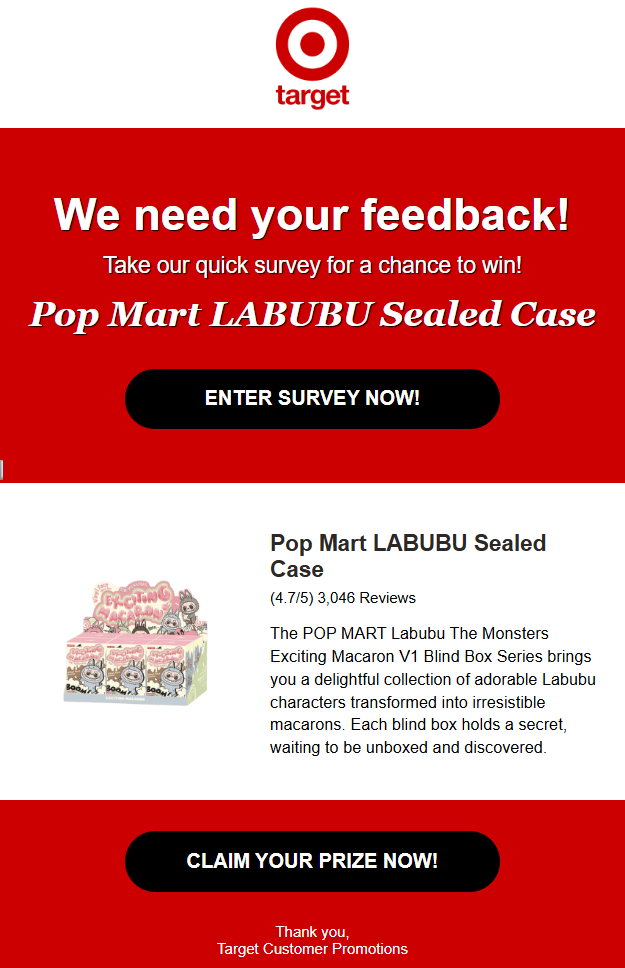 target
We need your feedback!
Take our quick survey for a chance to win!
Pop Mart LABUBU Sealed Case
ENTER SURVEY NOW!
Pop Mart LABUBU Sealed
Case
(4.7/5) 3,046 Reviews
The POP MART Labubu The Monsters
Exciting Macaron V1 Blind Box Series brings
you a delightful collection of adorable Labubu
characters transformed into irresistible
macarons. Each blind box holds a secret,
waiting to be unboxed and discovered.
EXCITING
MACARON
BOOM
BOOM
CLAIM YOUR PRIZE NOW!
Thank you,
Target Customer Promotions